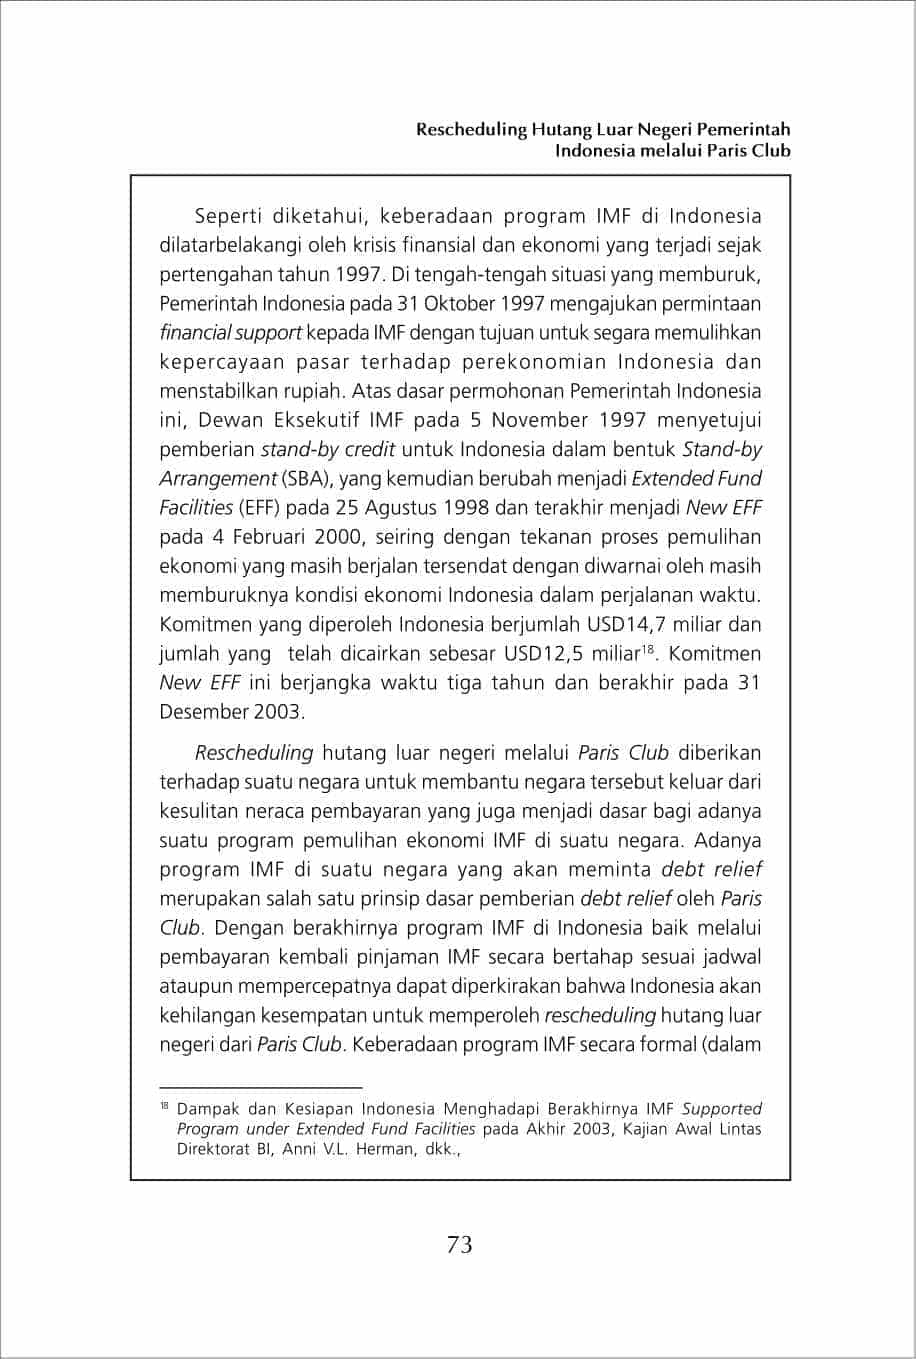 Rescheduling Hutang Luar Negeri Pemerintah
Indonesia melalui Paris Club
Seperti diketahui, keberadaan program IMF di Indonesia
dilatarbelakangi oleh krisis finansial dan ekonomi yang terjadi sejak
pertengahan tahun 1997. Di tengah-tengah situasi yang memburuk,
Pemerintah Indonesia pada 31 Oktober 1997 mengajukan permintaan
financial support kepada IMF dengan tujuan untuk segara memulihkan
kepercayaan pasar terhadap perekonomian Indonesia dan
menstabilkan rupiah. Atas dasar permohonan Pemerintah Indonesia
ini, Dewan Eksekutif IMF pada 5 November 1997 menyetujui
pemberian stand-by credit untuk Indonesia dalam bentuk Stand-by
Arrangement (SBA), yang kemudian berubah menjadi Extended Fund
Facilities (EFF) pada 25 Agustus 1998 dan terakhir menjadi New EFF
pada 4 Februari 2000, seiring dengan tekanan proses pemulihan
ekonomi yang masih berjalan tersendat dengan diwarnai oleh masih
memburuknya kondisi ekonomi Indonesia dalam perjalanan waktu.
Komitmen yang diperoleh Indonesia berjumlah USD14,7 miliar dan
jumlah yang telah dicairkan sebesar USD12,5 miliar18. Komitmen
New EFF ini berjangka waktu tiga tahun dan berakhir pada 31
Desember 2003.
Rescheduling hutang luar negeri melalui Paris Club diberikan
terhadap suatu negara untuk membantu negara tersebut keluar dari
kesulitan neraca pembayaran yang juga menjadi dasar bagi adanya
suatu program pemulihan ekonomi IMF di suatu negara. Adanya
program IMF di suatu negara yang akan meminta debt relief
merupakan salah satu prinsip dasar pemberian debt relief oleh Paris
Club. Dengan berakhirnya program IMF di Indonesia baik melalui
pembayaran kembali pinjaman IMF secara bertahap sesuai jadwal
ataupun mempercepatnya dapat diperkirakan bahwa Indonesia akan
kehilangan kesempatan untuk memperoleh rescheduling hutang luar
negeri dari Paris Club. Keberadaan program IMF secara formal (dalam
18 Dampak dan Kesiapan Indonesia Menghadapi Berakhirnya IMF Supported
Program under Extended Fund Facilities pada Akhir 2003, Kajian Awal Lintas
Direktorat BI, Anni V.L. Herman, dkk.,
73